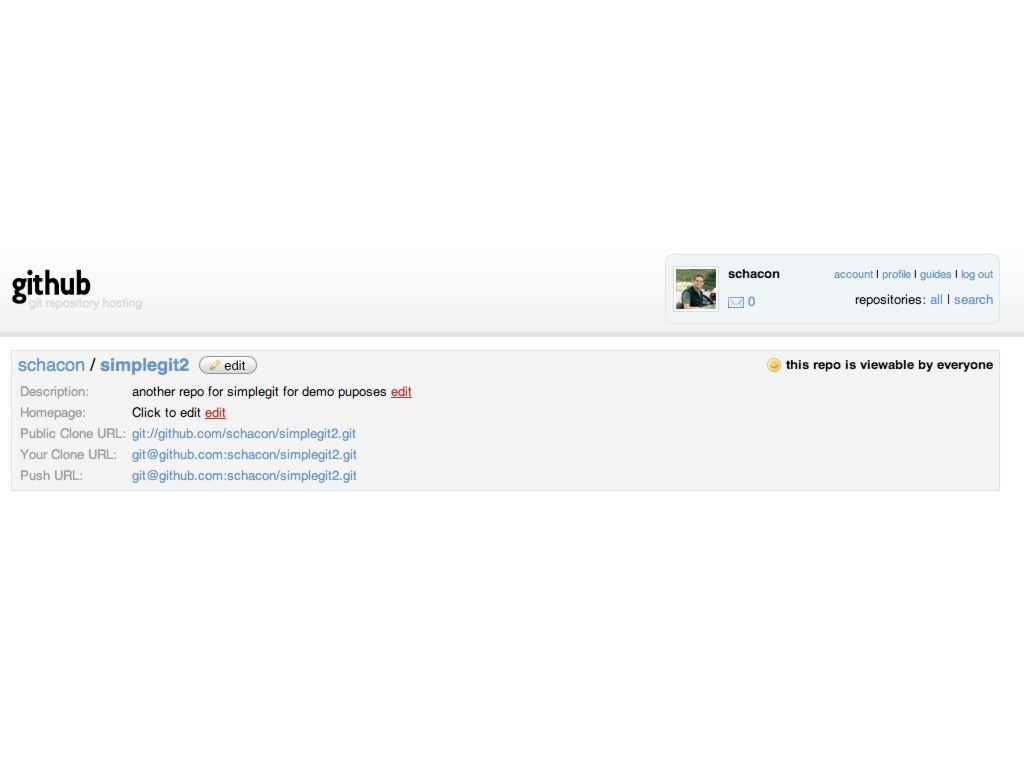 github
git repository hosting
schacon account | profile | guides | log out
0 repositories: all | search
schacon / simplegit2 edit this repo is viewable by everyone
Description: another repo for simplegit for demo puposes edit
Homepage: Click to edit edit
Public Clone URL: git://github.com/schacon/simplegit2.git
Your Clone URL: git@github.com:schacon/simplegit2.git
Push URL: git@github.com:schacon/simplegit2.git